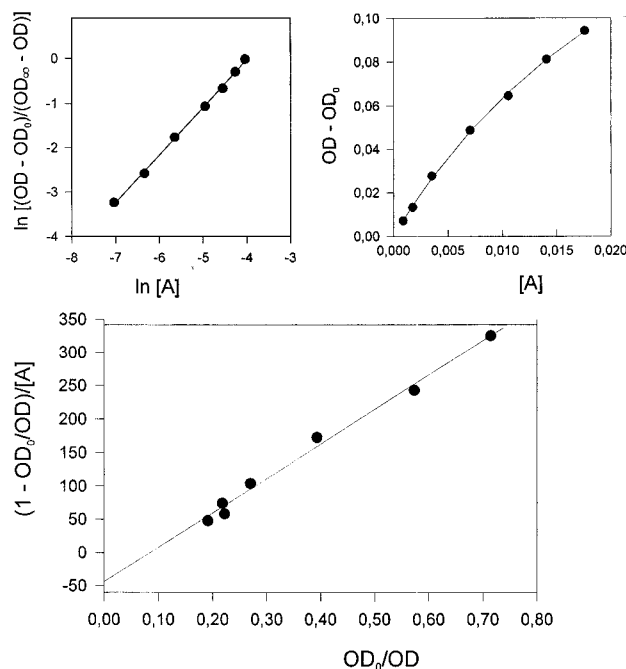 ln [(OD - OD₀)/(OD∞ - OD)]
0
-1
-2
-3
-4
-8 -7 -6 -5 -4 -3
ln [A]
OD - OD₀
0,10
0,08
0,06
0,04
0,02
0,00
0,000 0,005 0,010 0,015 0,020
[A]
(1 - OD₀/OD)/[A]
350
300
250
200
150
100
50
0
-50
0,00 0,10 0,20 0,30 0,40 0,50 0,60 0,70 0,80
OD₀/OD